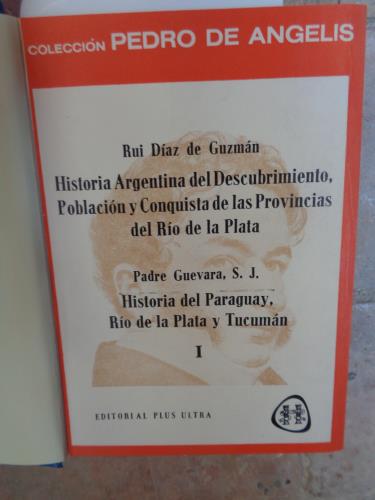 COLECCIÓN PEDRO DE ANGELIS
Rui Díaz de Guzmán
Historia Argentina del Descubrimiento,
Población y Conquista de las Provincias
del Río de la Plata
Padre Guevara, S. J.
Historia del Paraguay,
Río de la Plata y Tucumán
I
EDITORIAL PLUS ULTRA